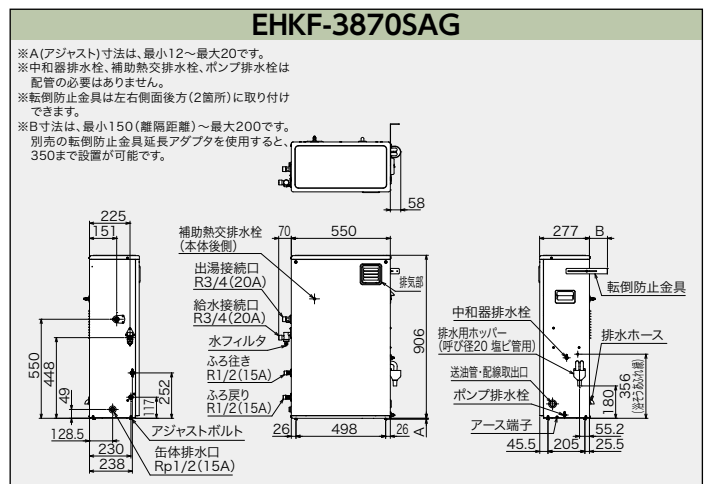 EHKF-3870SAG
※A(アジャスト)寸法は、最小12～最大20です。
※中和器排水栓、補助熱交排水栓、ポンプ排水栓は
配管の必要はありません。
※転倒防止金具は左右側面後方(2箇所)に取り付け
できます。
※B寸法は、最小150(離隔距離)～最大200です。
別売の転倒防止金具延長アダプタを使用すると、
350まで設置が可能です。
58
225
151
550
448
49
252
117
128.5
230
238
アジャストボルト
缶体排水口
Rp1/2(15A)
補助熱交排水栓
(本体後側)
出湯接続口
R3/4(20A)
給水接続口
R3/4(20A)
水フィルタ
ふろ往き
R1/2(15A)
ふろ戻り
R1/2(15A)
70
550
排気部
906
26
498
26
A
277
B
転倒防止金具
中和器排水栓
排水用ホッパー
(呼び径20 塩ビ管用)
排水ホース
送油管・配線取出口
ポンプ排水栓
アース端子
180
356
(浴そうあふれ縁)
55.2
45.5
205
25.5